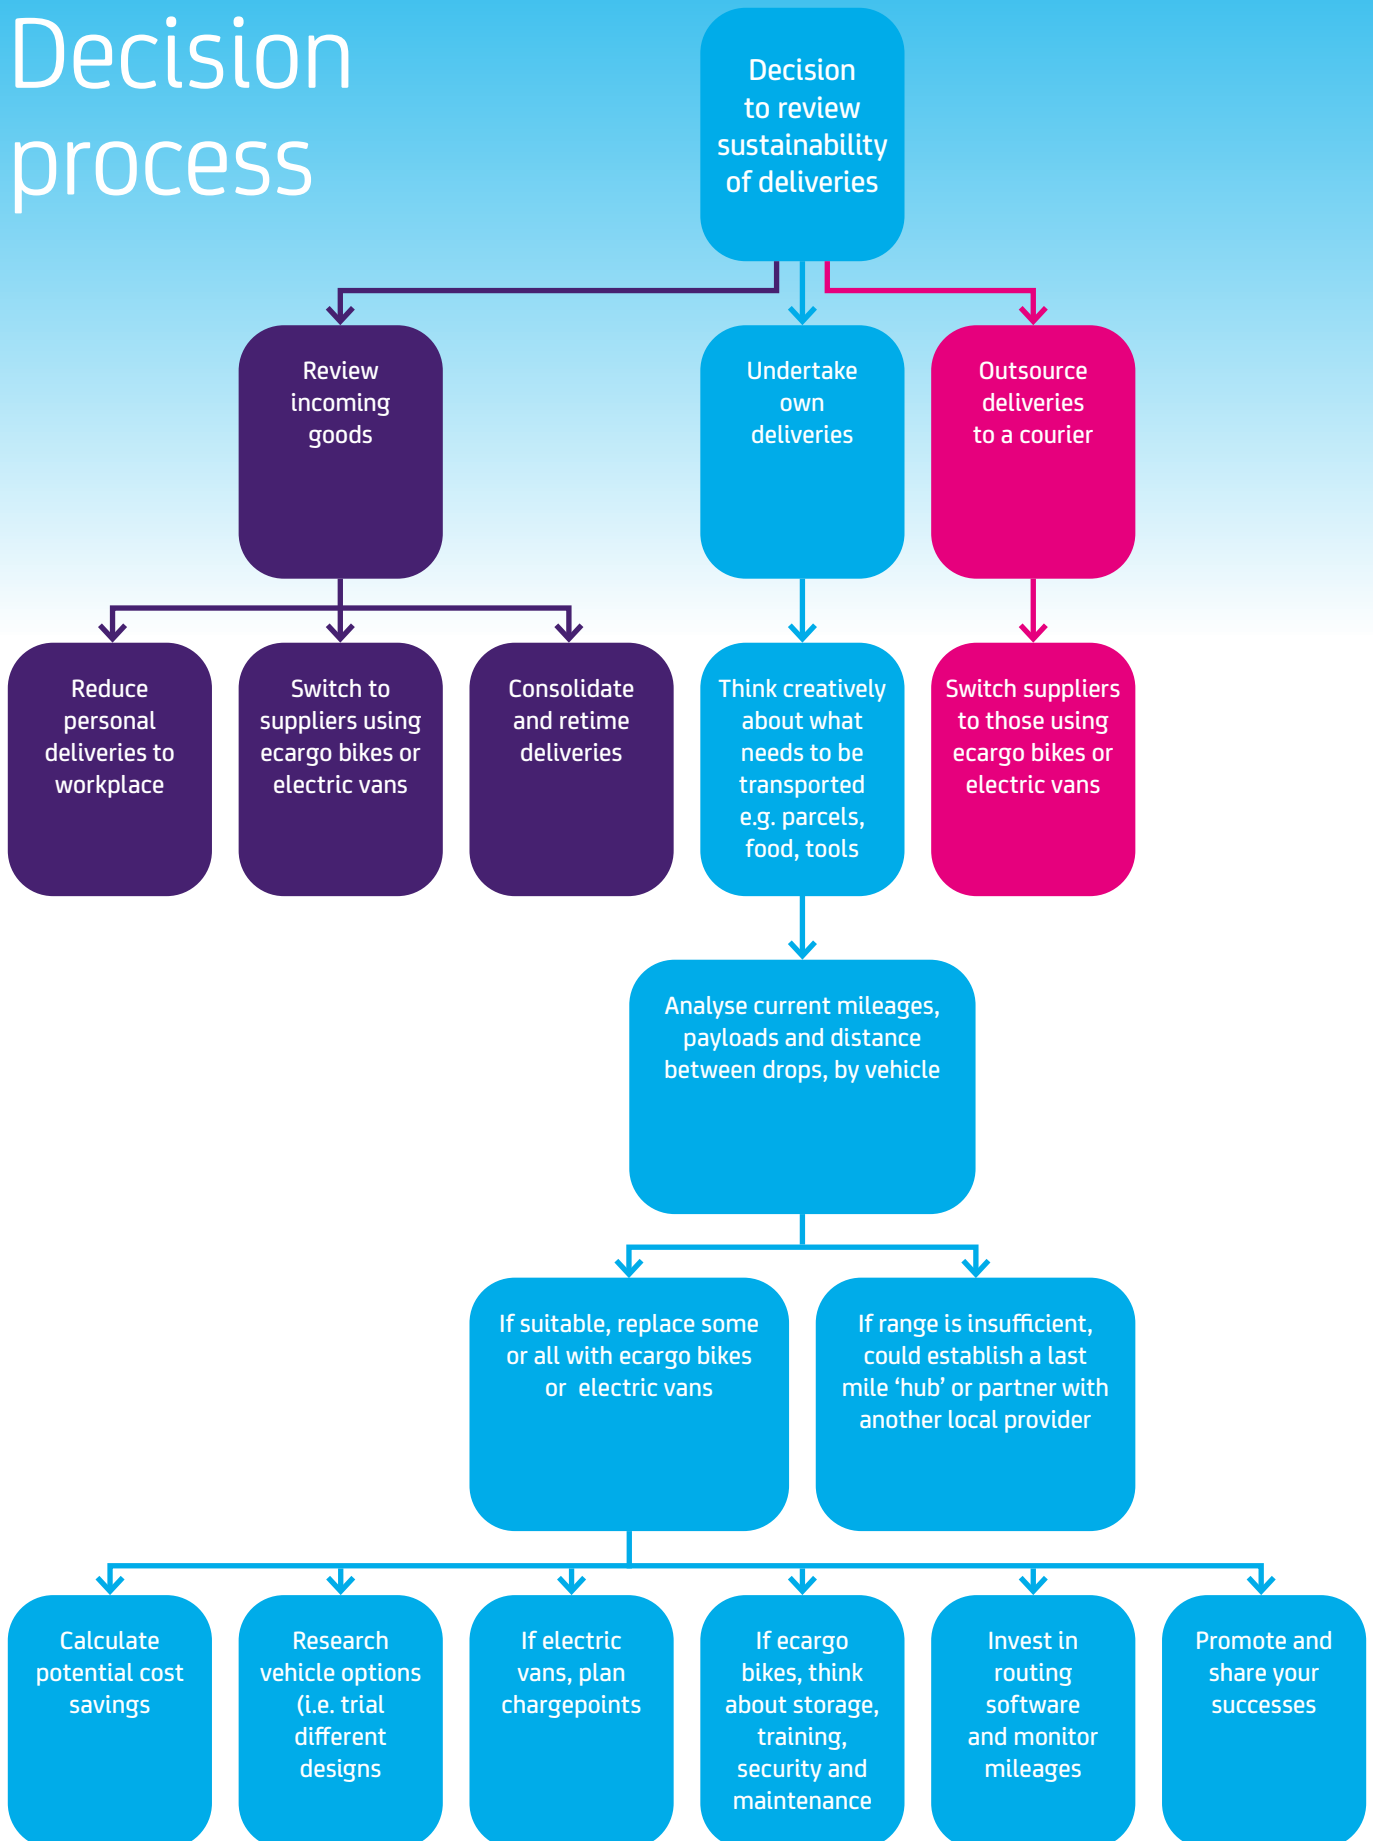 Decision
process
Decision
to review
sustainability
of deliveries
Review
incoming
goods
Undertake
own
deliveries
Outsource
deliveries
to a courier
Reduce
personal
deliveries to
workplace
Switch to
suppliers using
ecargo bikes or
electric vans
Consolidate
and retime
deliveries
Think creatively
about what
needs to be
transported
e.g. parcels,
food, tools
Switch suppliers
to those using
ecargo bikes or
electric vans
Analyse current mileages,
payloads and distance
between drops, by vehicle
If suitable, replace some
or all with ecargo bikes
or electric vans
If range is insufficient,
could establish a last
mile ‘hub’ or partner with
another local provider
Calculate
potential cost
savings
Research
vehicle options
(i.e. trial
different
designs
If electric
vans, plan
chargepoints
If ecargo
bikes, think
about storage,
training,
security and
maintenance
Invest in
routing
software
and monitor
mileages
Promote and
share your
successes